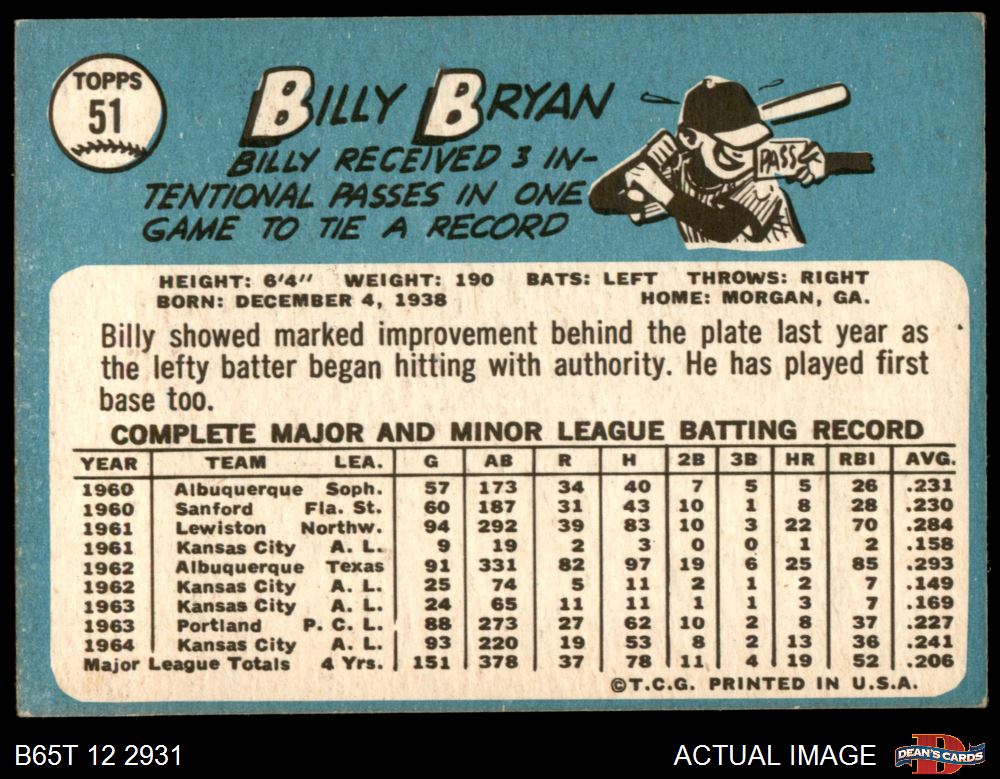 TOPPS
51
BILLY BRYAN
BILLY RECEIVED 3 IN-
TENTIONAL PASSES IN ONE
GAME TO TIE A RECORD
PASS
HEIGHT: 6'4" WEIGHT: 190 BATS: LEFT THROWS: RIGHT
BORN: DECEMBER 4, 1938 HOME: MORGAN, GA.
Billy showed marked improvement behind the plate last year as
the lefty batter began hitting with authority. He has played first
base too.
COMPLETE MAJOR AND MINOR LEAGUE BATTING RECORD
YEAR TEAM LEA. G AB R H 2B 3B HR RBI AVG.
1960 Albuquerque Soph. 57 173 34 40 7 5 5 26 .231
1960 Sanford Fla. St. 60 187 31 43 10 1 8 28 .230
1961 Lewiston Northw. 94 292 39 83 10 3 22 70 .284
1961 Kansas City A. L. 9 19 2 3 0 0 1 2 .158
1962 Albuquerque Texas 91 331 82 97 19 6 25 85 .293
1962 Kansas City A. L. 25 74 5 11 2 1 2 7 .149
1963 Kansas City A. L. 24 65 11 11 1 1 3 7 .169
1963 Portland P. C. L. 88 273 27 62 10 2 8 37 .227
1964 Kansas City A. L. 93 220 19 53 8 2 13 36 .241
Major League Totals 4 Yrs. 151 378 37 78 11 4 19 52 .206
©T.C.G. PRINTED IN U.S.A.
B65T 12 2931 ACTUAL IMAGE
DEAN'S CARDS